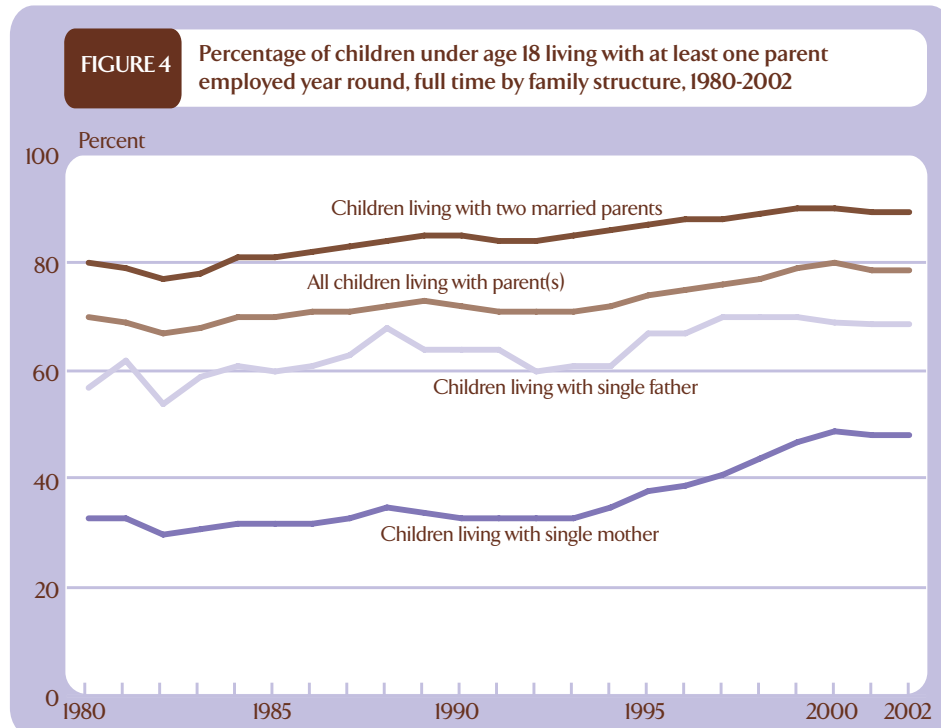 FIGURE 4
Percentage of children under age 18 living with at least one parent
employed year round, full time by family structure, 1980-2002
Percent
100
Children living with two married parents
80
All children living with parent(s)
60
Children living with single father
40
Children living with single mother
20
0
1980 1985 1990 1995 2000 2002